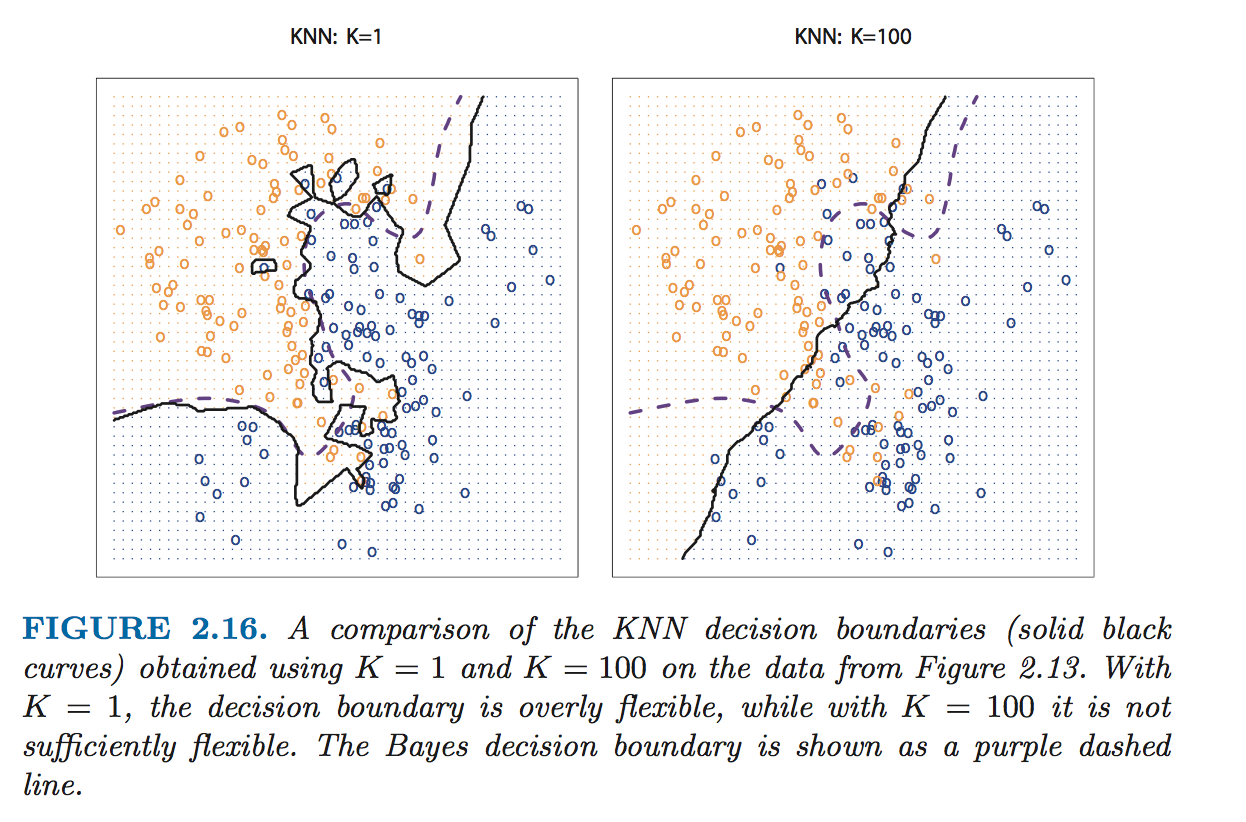 KNN: K=1
KNN: K=100
FIGURE 2.16. A comparison of the KNN decision boundaries (solid black
curves) obtained using K = 1 and K = 100 on the data from Figure 2.13. With
K = 1, the decision boundary is overly flexible, while with K = 100 it is not
sufficiently flexible. The Bayes decision boundary is shown as a purple dashed
line.